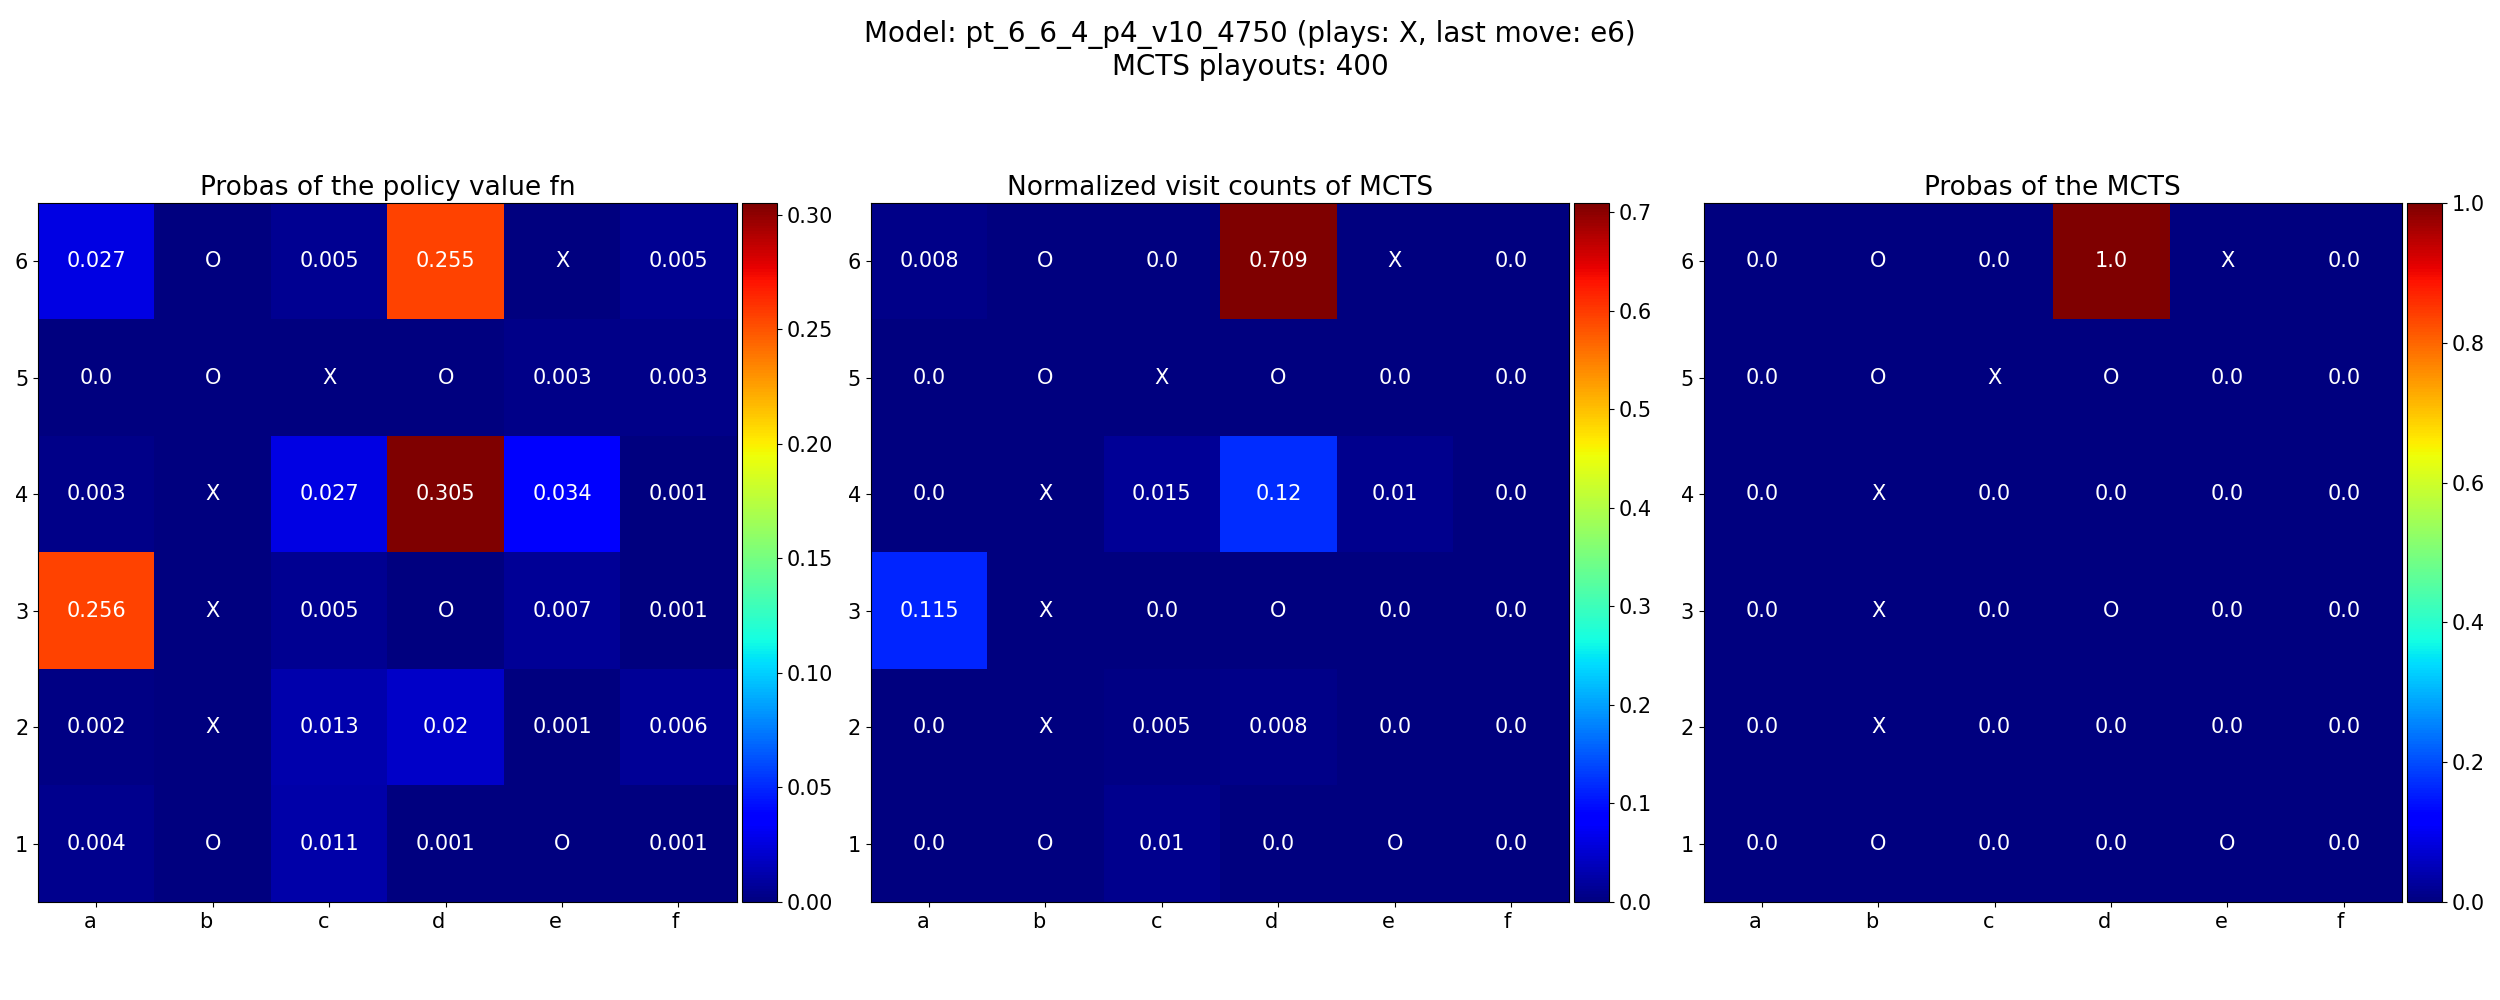 Model: pt_6_6_4_p4_v10_4750 (plays: X, last move: e6)
MCTS playouts: 400
Probas of the policy value fn
6 0.027 O 0.005 0.255 X 0.005
5 0.0 O X O 0.003 0.003
4 0.003 X 0.027 0.305 0.034 0.001
3 0.256 X 0.005 O 0.007 0.001
2 0.002 X 0.013 0.02 0.001 0.006
1 0.004 O 0.011 0.001 O 0.001
a b c d e f
0.30
0.25
0.20
0.15
0.10
0.05
0.00
Normalized visit counts of MCTS
6 0.008 O 0.0 0.709 X 0.0
5 0.0 O X O 0.0 0.0
4 0.0 X 0.015 0.12 0.01 0.0
3 0.115 X 0.0 O 0.0 0.0
2 0.0 X 0.005 0.008 0.0 0.0
1 0.0 O 0.01 0.0 O 0.0
a b c d e f
0.7
0.6
0.5
0.4
0.3
0.2
0.1
0.0
Probas of the MCTS
6 0.0 O 0.0 1.0 X 0.0
5 0.0 O X O 0.0 0.0
4 0.0 X 0.0 0.0 0.0 0.0
3 0.0 X 0.0 O 0.0 0.0
2 0.0 X 0.0 0.0 0.0 0.0
1 0.0 O 0.0 0.0 O 0.0
a b c d e f
1.0
0.8
0.6
0.4
0.2
0.0